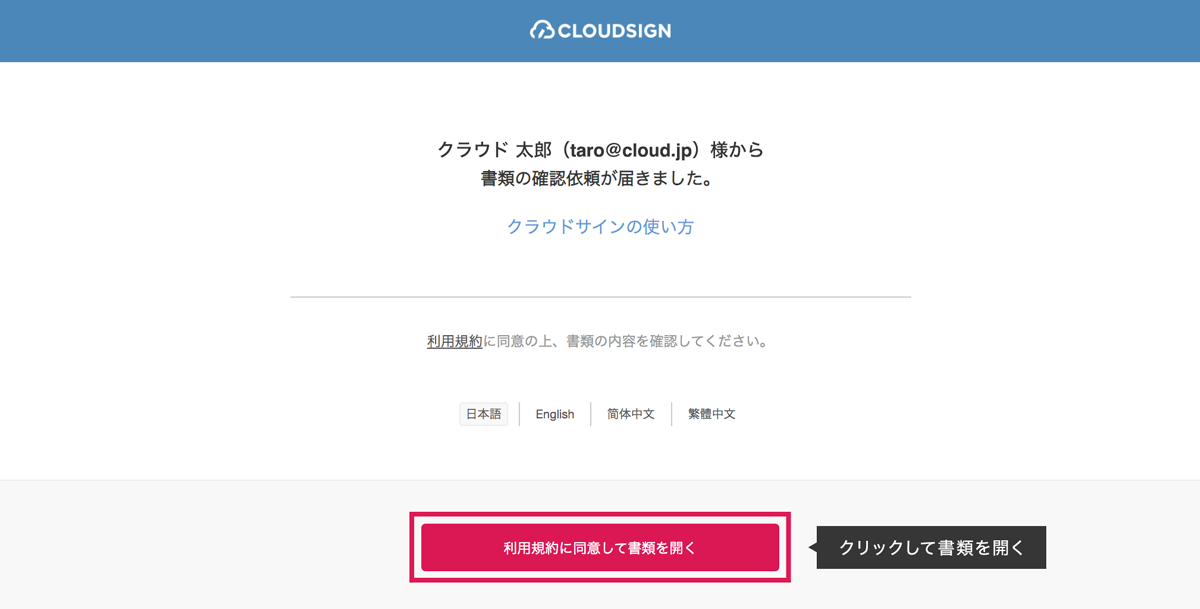 CLOUDSIGN
クラウド 太郎（taro@cloud.jp）様から
書類の確認依頼が届きました。
クラウドサインの使い方
利用規約に同意の上、書類の内容を確認してください。
日本語
English
简体中文
繁體中文
利用規約に同意して書類を開く
クリックして書類を開く